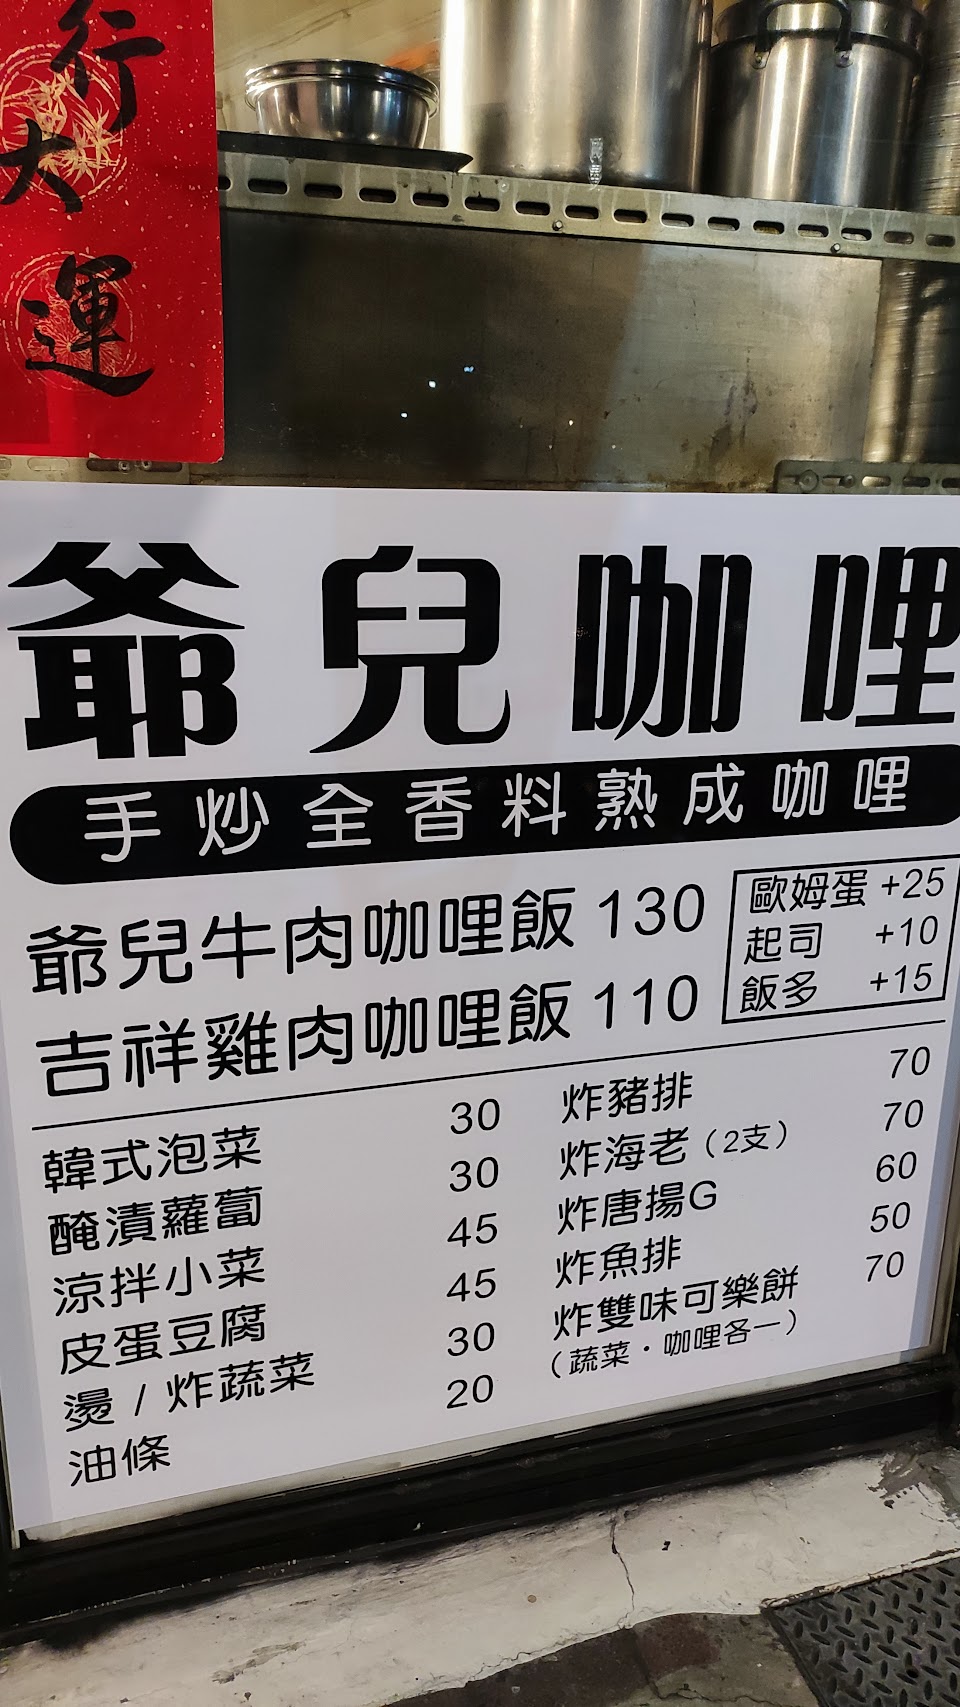 行大運
爺兒咖哩
手炒全香料熟成咖哩
爺兒牛肉咖哩飯 130
吉祥雞肉咖哩飯 110
歐姆蛋 +25
起司 +10
飯多 +15
韓式泡菜 30
醃漬蘿蔔 30
涼拌小菜 45
皮蛋豆腐 45
燙 / 炸蔬菜 30
油條 20
炸豬排 70
炸海老（2支） 70
炸唐揚G 60
炸魚排 50
炸雙味可樂餅 70
（蔬菜・咖哩各一）